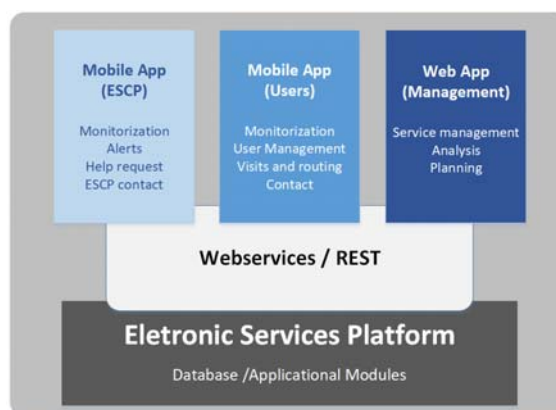 Mobile App
(ESCP)
Monitorization
Alerts
Help request
ESCP contact
Mobile App
(Users)
Monitorization
User Management
Visits and routing
Contact
Web App
(Management)
Service management
Analysis
Planning
Webservices / REST
Eletronic Services Platform
Database /Applicational Modules